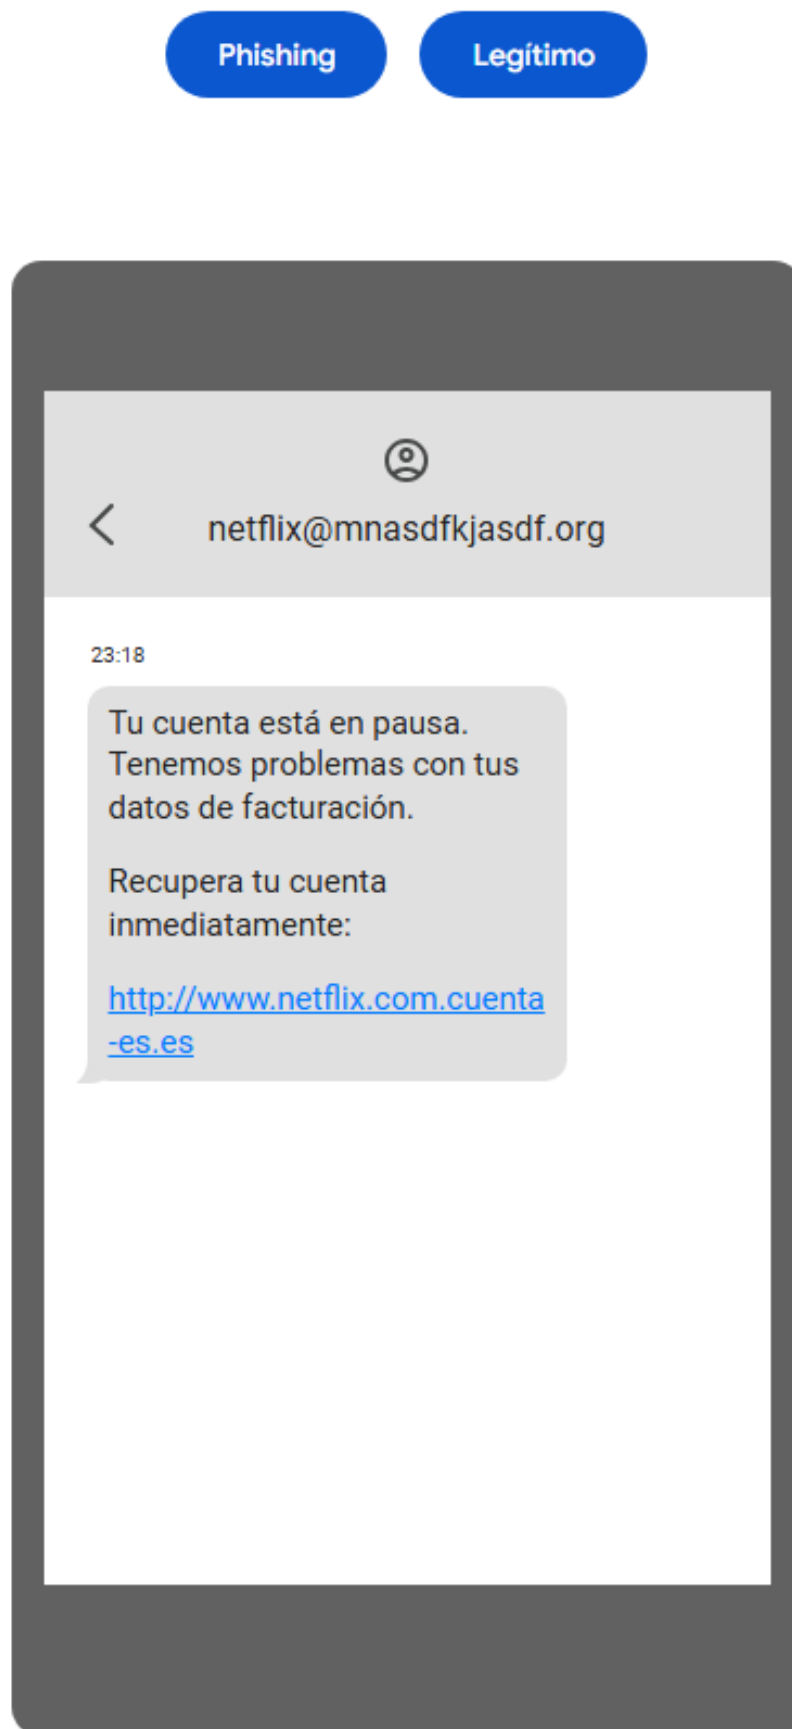 Phishing
Legítimo
netflix@mnasdfkjasdf.org
23:18
Tu cuenta está en pausa.
Tenemos problemas con tus
datos de facturación.
Recupera tu cuenta
inmediatamente:
http://www.netflix.com.cuenta
-es.es